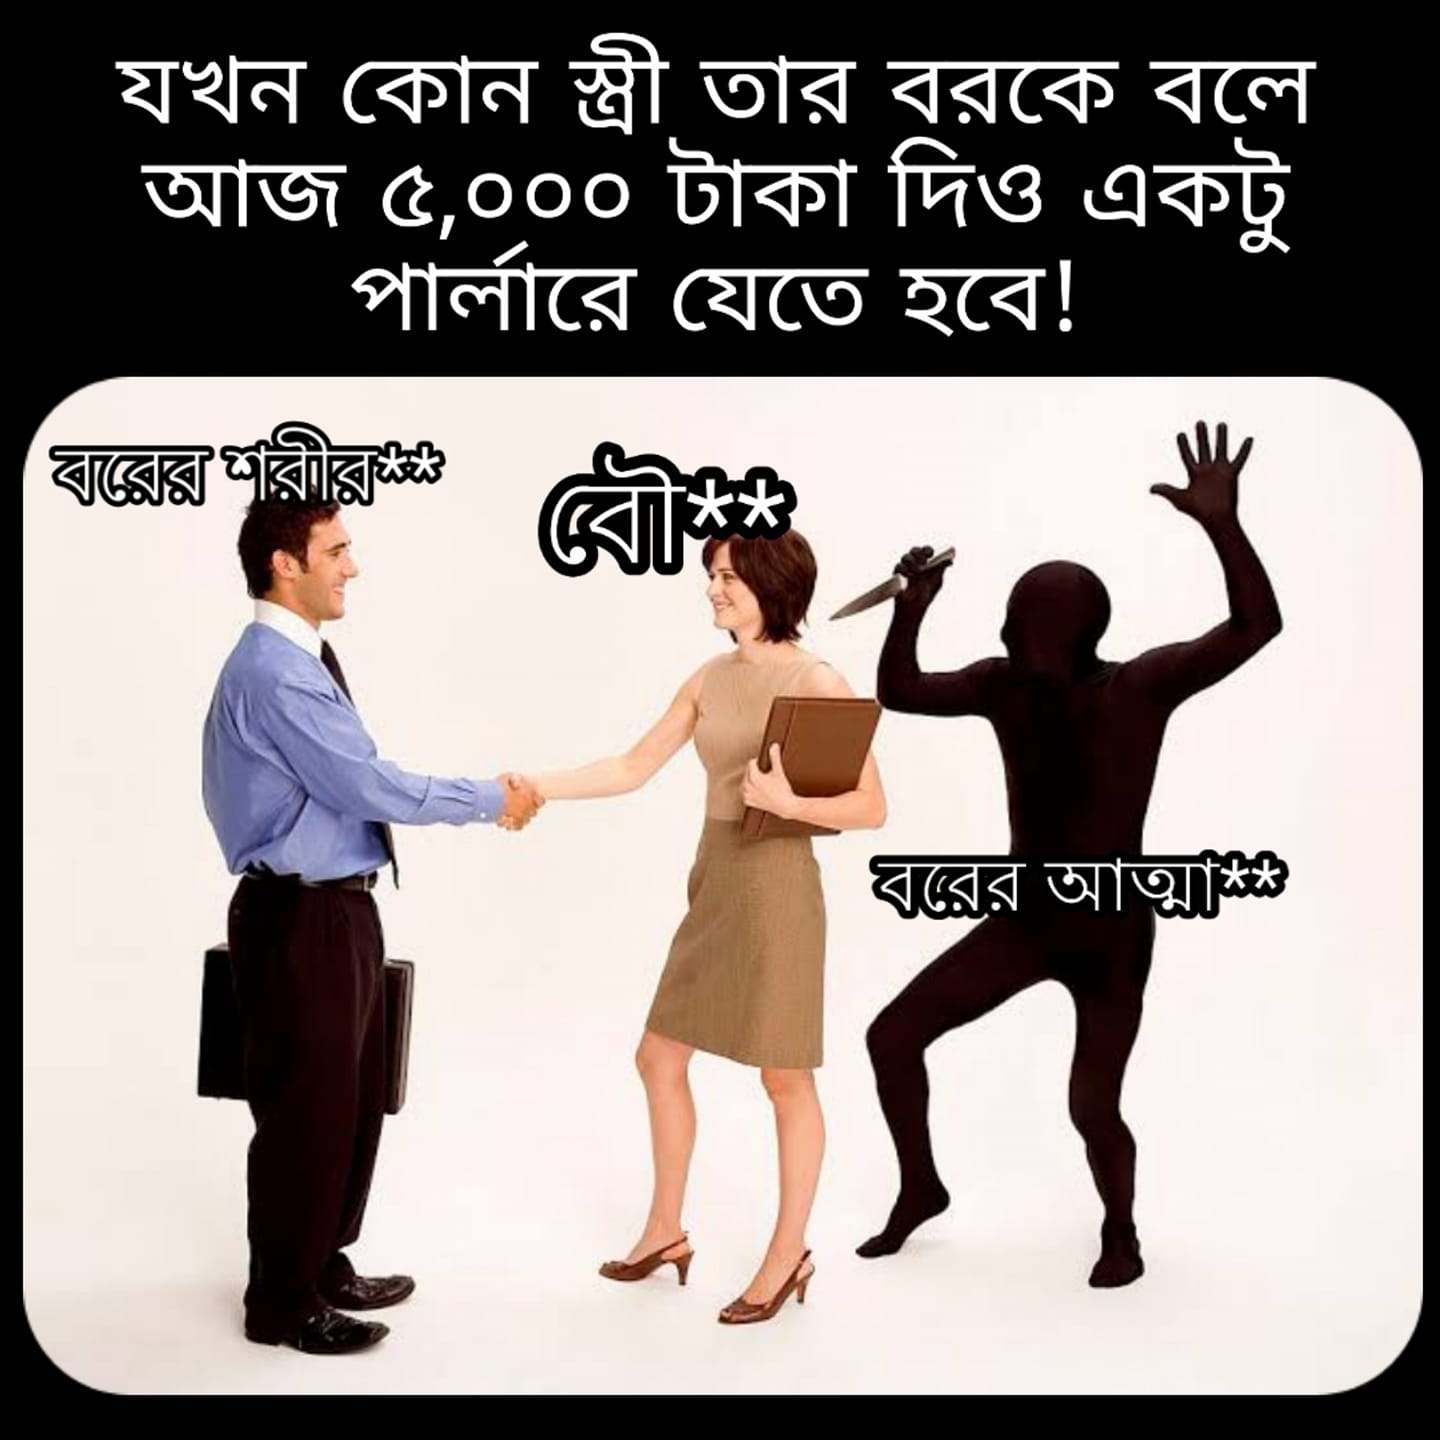 যখন কোন স্ত্রী তার বরকে বলে
আজ ৫,০০০ টাকা দিও একটু
পার্লারে যেতে হবে!
বরের শরীর**
বৌ**
বরের আত্মা**